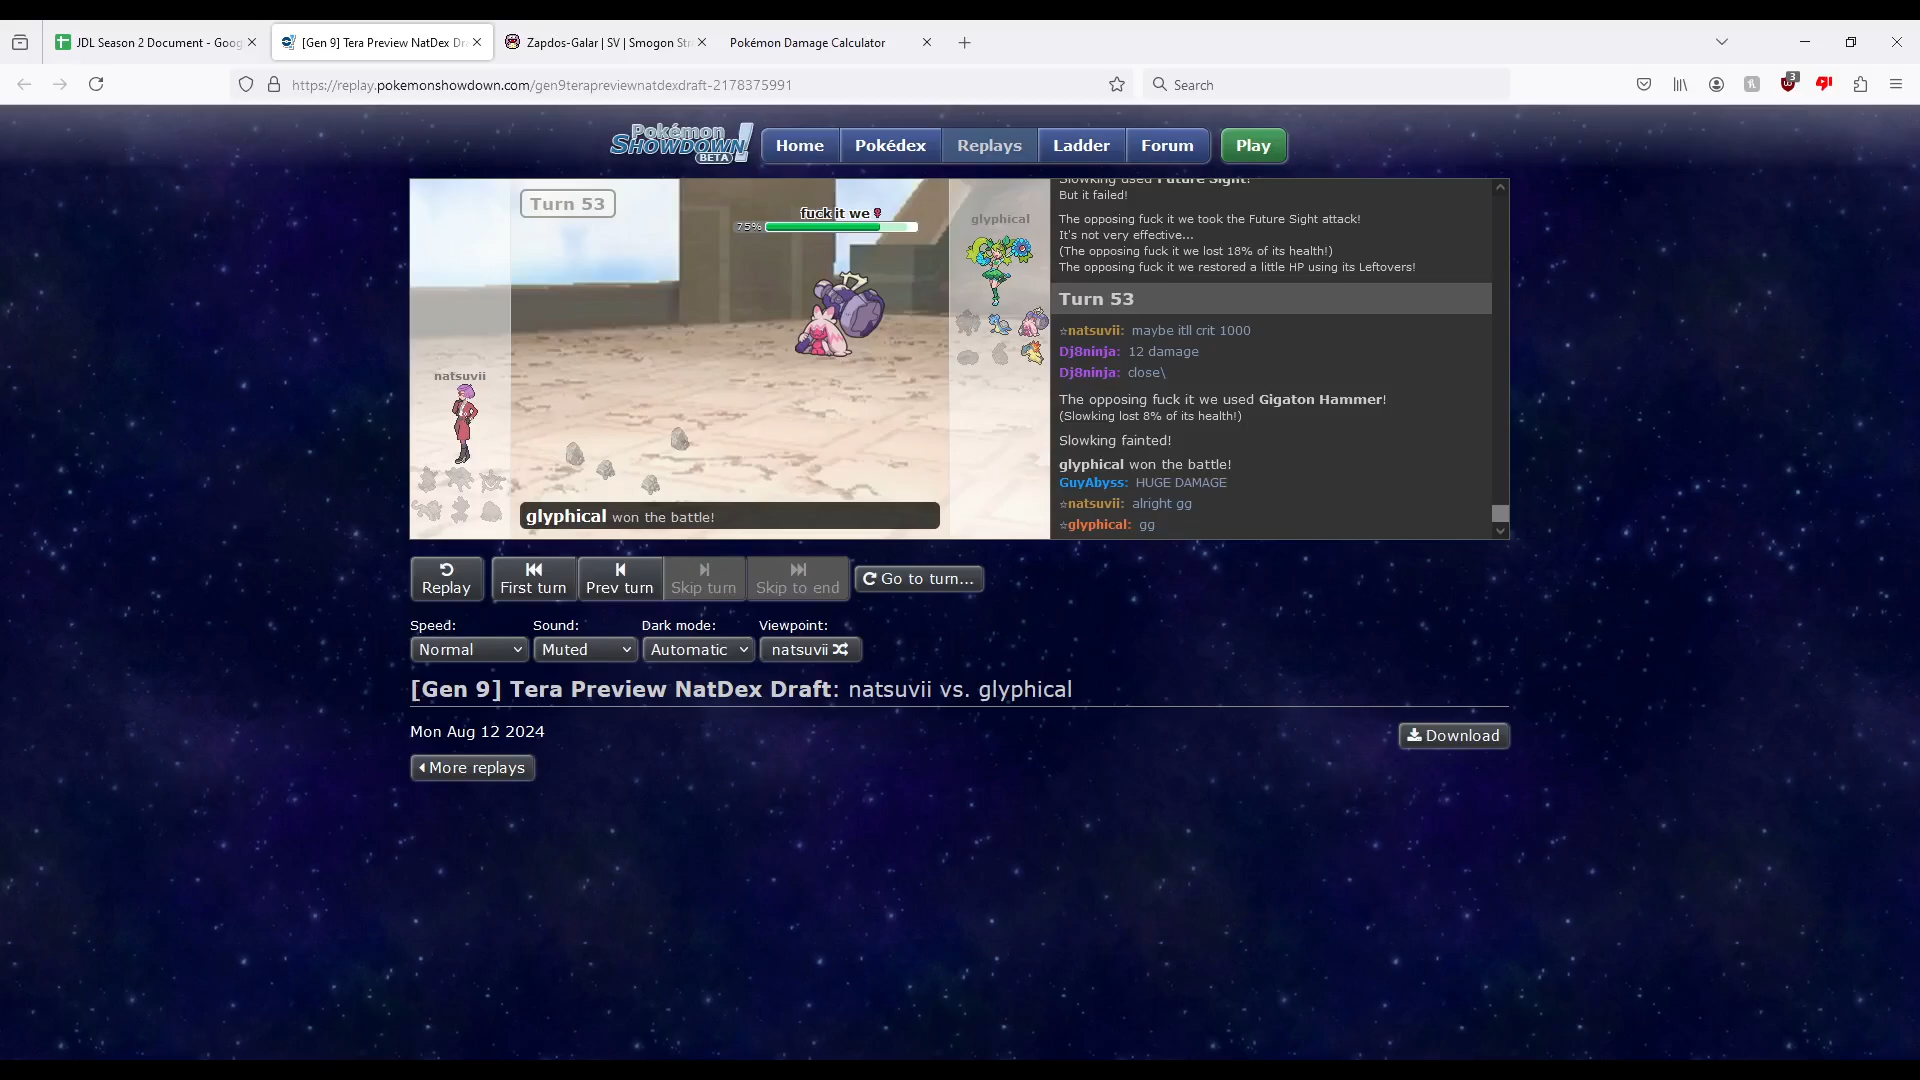 JDL Season 2 Document - Goog
[Gen 9] Tera Preview NatDex Dr
Zapdos-Galar | SV | Smogon Str
Pokémon Damage Calculator
https://replay.pokemonshowdown.com/gen9terapreviewnatdexdraft-2178375991
Search
3
Pokémon
SHOWDOWN!
BETA
Home
Pokédex
Replays
Ladder
Forum
Play
Turn 53
fuck it we
75%
natsuvii
glyphical
glyphical won the battle!
Slowking used Future Sight!
But it failed!
The opposing fuck it we took the Future Sight attack!
It's not very effective...
(The opposing fuck it we lost 18% of its health!)
The opposing fuck it we restored a little HP using its Leftovers!
Turn 53
☆natsuvii: maybe itll crit 1000
Dj8ninja: 12 damage
Dj8ninja: close\
The opposing fuck it we used Gigaton Hammer!
(Slowking lost 8% of its health!)
Slowking fainted!
glyphical won the battle!
GuyAbyss: HUGE DAMAGE
☆natsuvii: alright gg
☆glyphical: gg
Replay
First turn
Prev turn
Skip turn
Skip to end
Go to turn...
Speed:
Sound:
Dark mode:
Viewpoint:
Normal
Muted
Automatic
natsuvii
[Gen 9] Tera Preview NatDex Draft: natsuvii vs. glyphical
Mon Aug 12 2024
Download
More replays